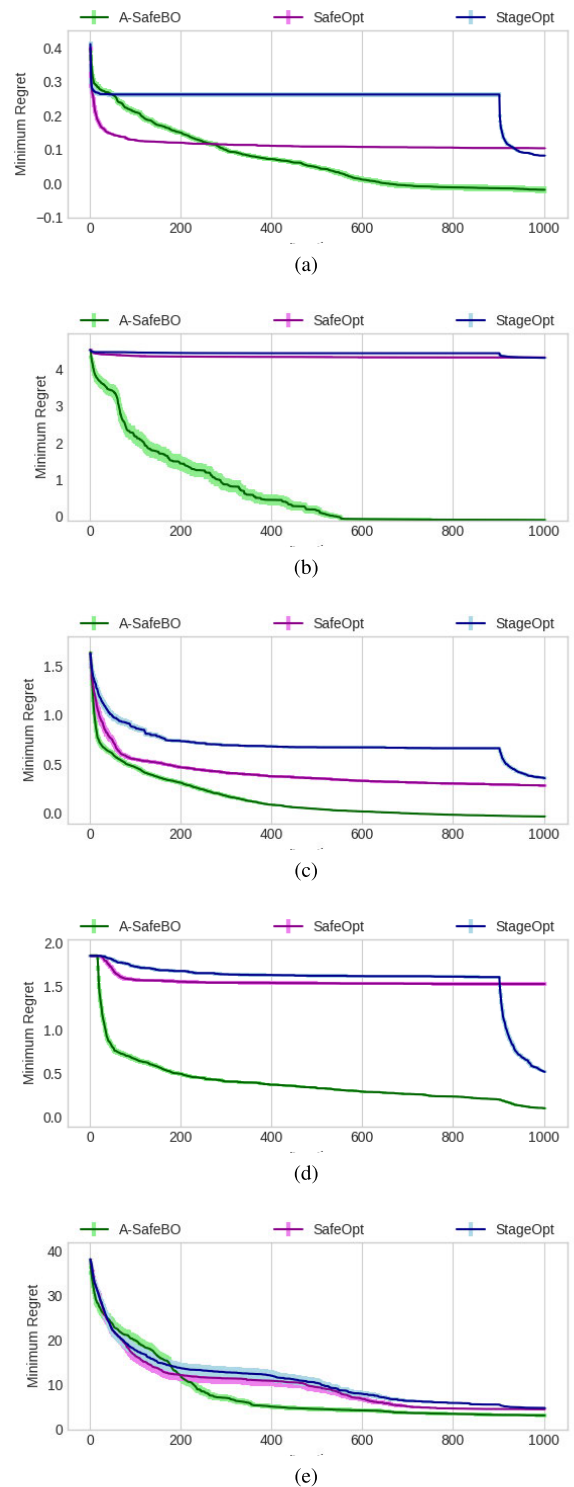 A-SafeBO SafeOpt StageOpt
0.4
0.3
0.2
0.1
0.0
−0.1
Minimum Regret
0 200 400 600 800 1000
(a)
A-SafeBO SafeOpt StageOpt
4
3
2
1
0
Minimum Regret
0 200 400 600 800 1000
(b)
A-SafeBO SafeOpt StageOpt
1.5
1.0
0.5
0.0
Minimum Regret
0 200 400 600 800 1000
(c)
A-SafeBO SafeOpt StageOpt
2.0
1.5
1.0
0.5
0.0
Minimum Regret
0 200 400 600 800 1000
(d)
A-SafeBO SafeOpt StageOpt
40
30
20
10
0
Minimum Regret
0 200 400 600 800 1000
(e)